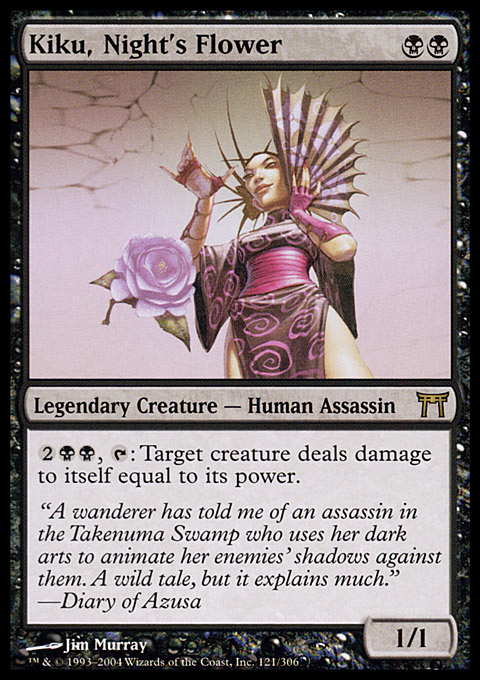 Kiku, Night's Flower
Legendary Creature — Human Assassin
2, : Target creature deals damage
to itself equal to its power.
“A wanderer has told me of an assassin in
the Takenuma Swamp who uses her dark
arts to animate her enemies’ shadows against
them. A wild tale, but it explains much.”
—Diary of Azusa
Jim Murray
1/1
™ & © 1993–2004 Wizards of the Coast, Inc. 121/306